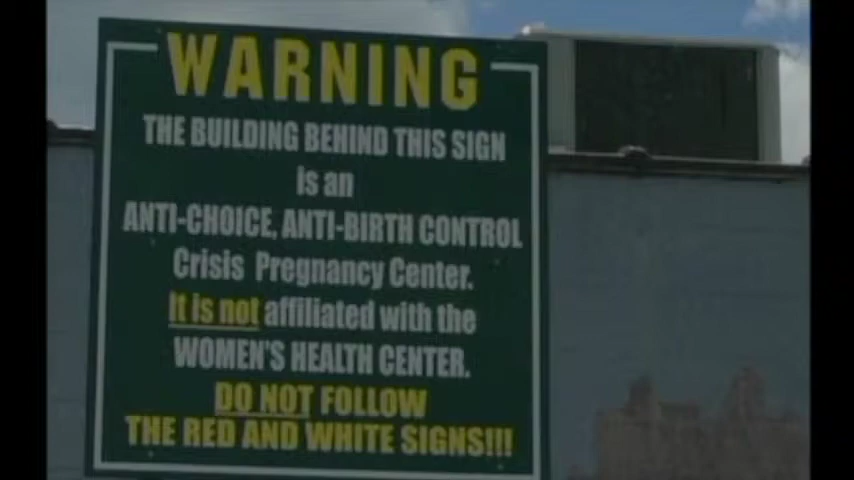 WARNING
THE BUILDING BEHIND THIS SIGN
is an
ANTI-CHOICE, ANTI-BIRTH CONTROL
Crisis Pregnancy Center.
It is not affiliated with the
WOMEN'S HEALTH CENTER.
DO NOT FOLLOW
THE RED AND WHITE SIGNS!!!